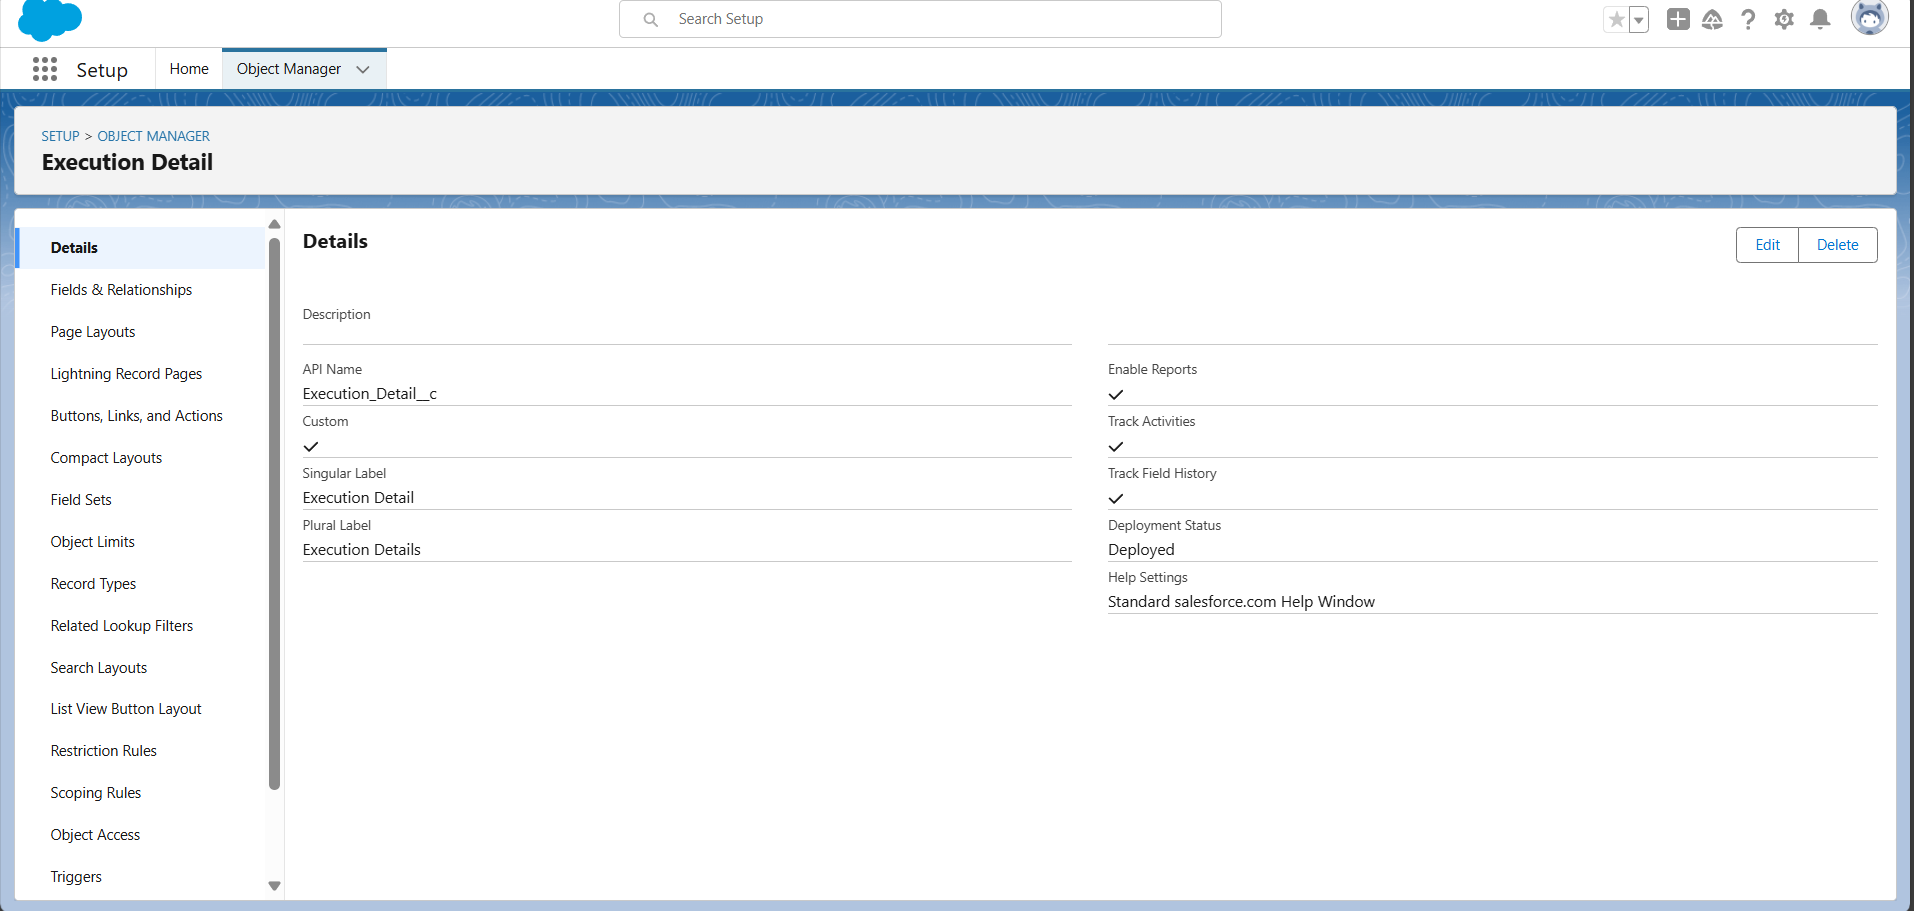 Search Setup
Setup
Home
Object Manager
SETUP > OBJECT MANAGER
Execution Detail
Details
Fields & Relationships
Page Layouts
Lightning Record Pages
Buttons, Links, and Actions
Compact Layouts
Field Sets
Object Limits
Record Types
Related Lookup Filters
Search Layouts
List View Button Layout
Restriction Rules
Scoping Rules
Object Access
Triggers
Details
Edit
Delete
Description
API Name
Execution_Detail__c
Custom
Singular Label
Execution Detail
Plural Label
Execution Details
Enable Reports
Track Activities
Track Field History
Deployment Status
Deployed
Help Settings
Standard salesforce.com Help Window